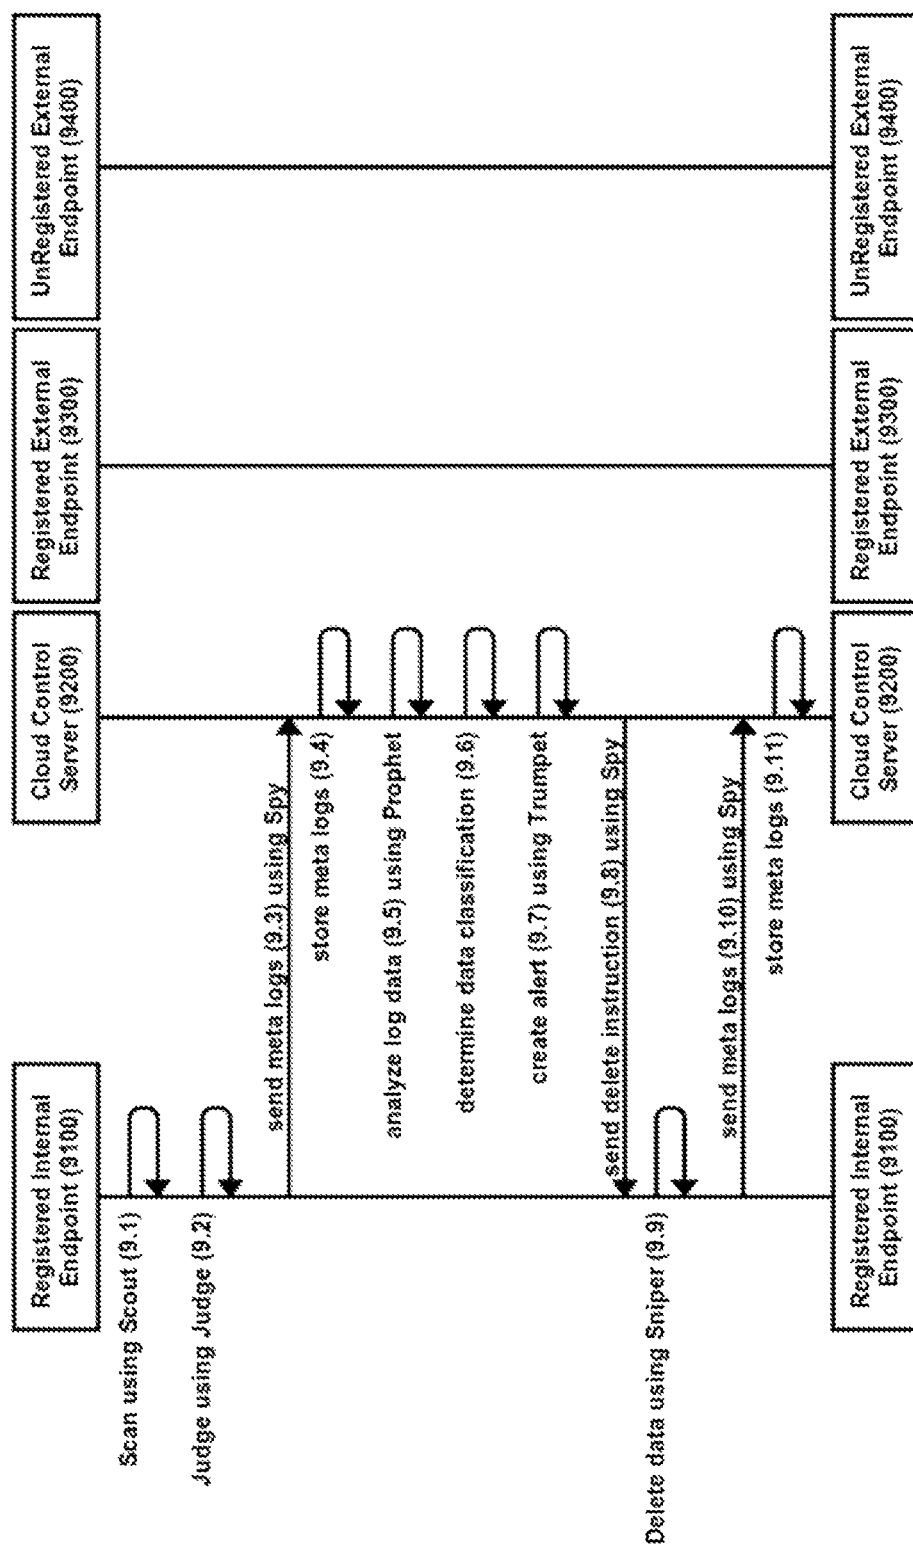 Registered Internal
Endpoint (9100)
Cloud Control
Server (9200)
Registered External
Endpoint (9300)
UnRegistered External
Endpoint (9400)
Scan using Scout (9.1)
Judge using Judge (9.2)
send meta logs (9.3) using Spy
store meta logs (9.4)
analyze log data (9.5) using Prophet
determine data classification (9.6)
create alert (9.7) using Trumpet
send delete instruction (9.8) using Spy
Delete data using Sniper (9.9)
send meta logs (9.10) using Spy
store meta logs (9.11)
Registered Internal
Endpoint (9100)
Cloud Control
Server (9200)
Registered External
Endpoint (9300)
UnRegistered External
Endpoint (9400)